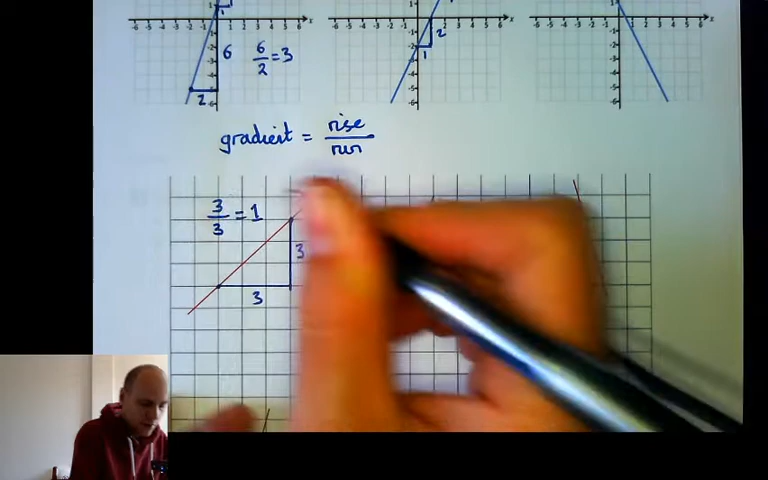 6
6/2 = 3
2
2
1
gradient = rise/run
3/3 = 1
3
3